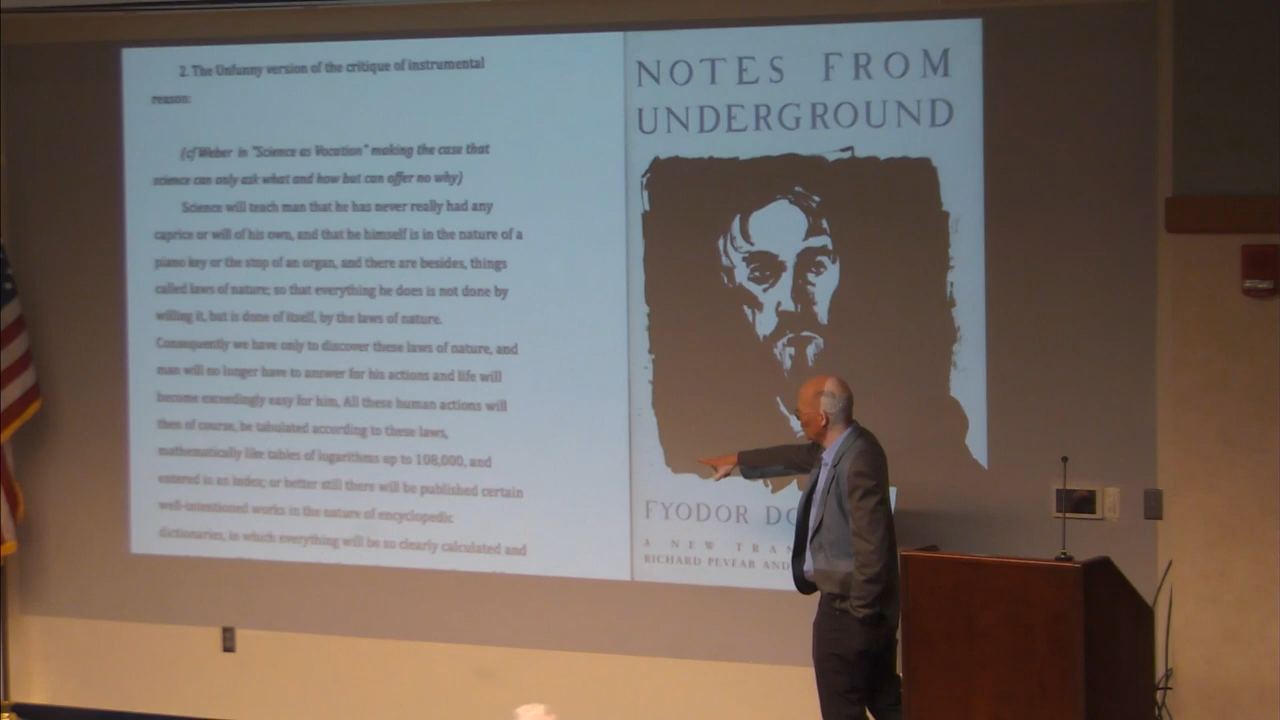 2. The Unfunny version of the critique of instrumental
reason:
(cf Weber in "Science as Vocation" making the case that
science can only ask what and how but can offer no why)
Science will teach man that he has never really had any
caprice or will of his own, and that he himself is in the nature of a
piano key or the stop of an organ, and there are besides, things
called laws of nature; so that everything he does is not done by
willing it, but is done of itself, by the laws of nature.
Consequently we have only to discover these laws of nature, and
man will no longer have to answer for his actions and life will
become exceedingly easy for him, All these human actions will
then of course, be tabulated according to these laws,
mathematically like tables of logarithms up to 108,000, and
entered in an index; or better still there will be published certain
well-intentioned works in the nature of encyclopedic
dictionaries, in which everything will be so clearly calculated and
NOTES FROM
UNDERGROUND
FYODOR DO
A NEW TRAN
RICHARD PEVEAR AND